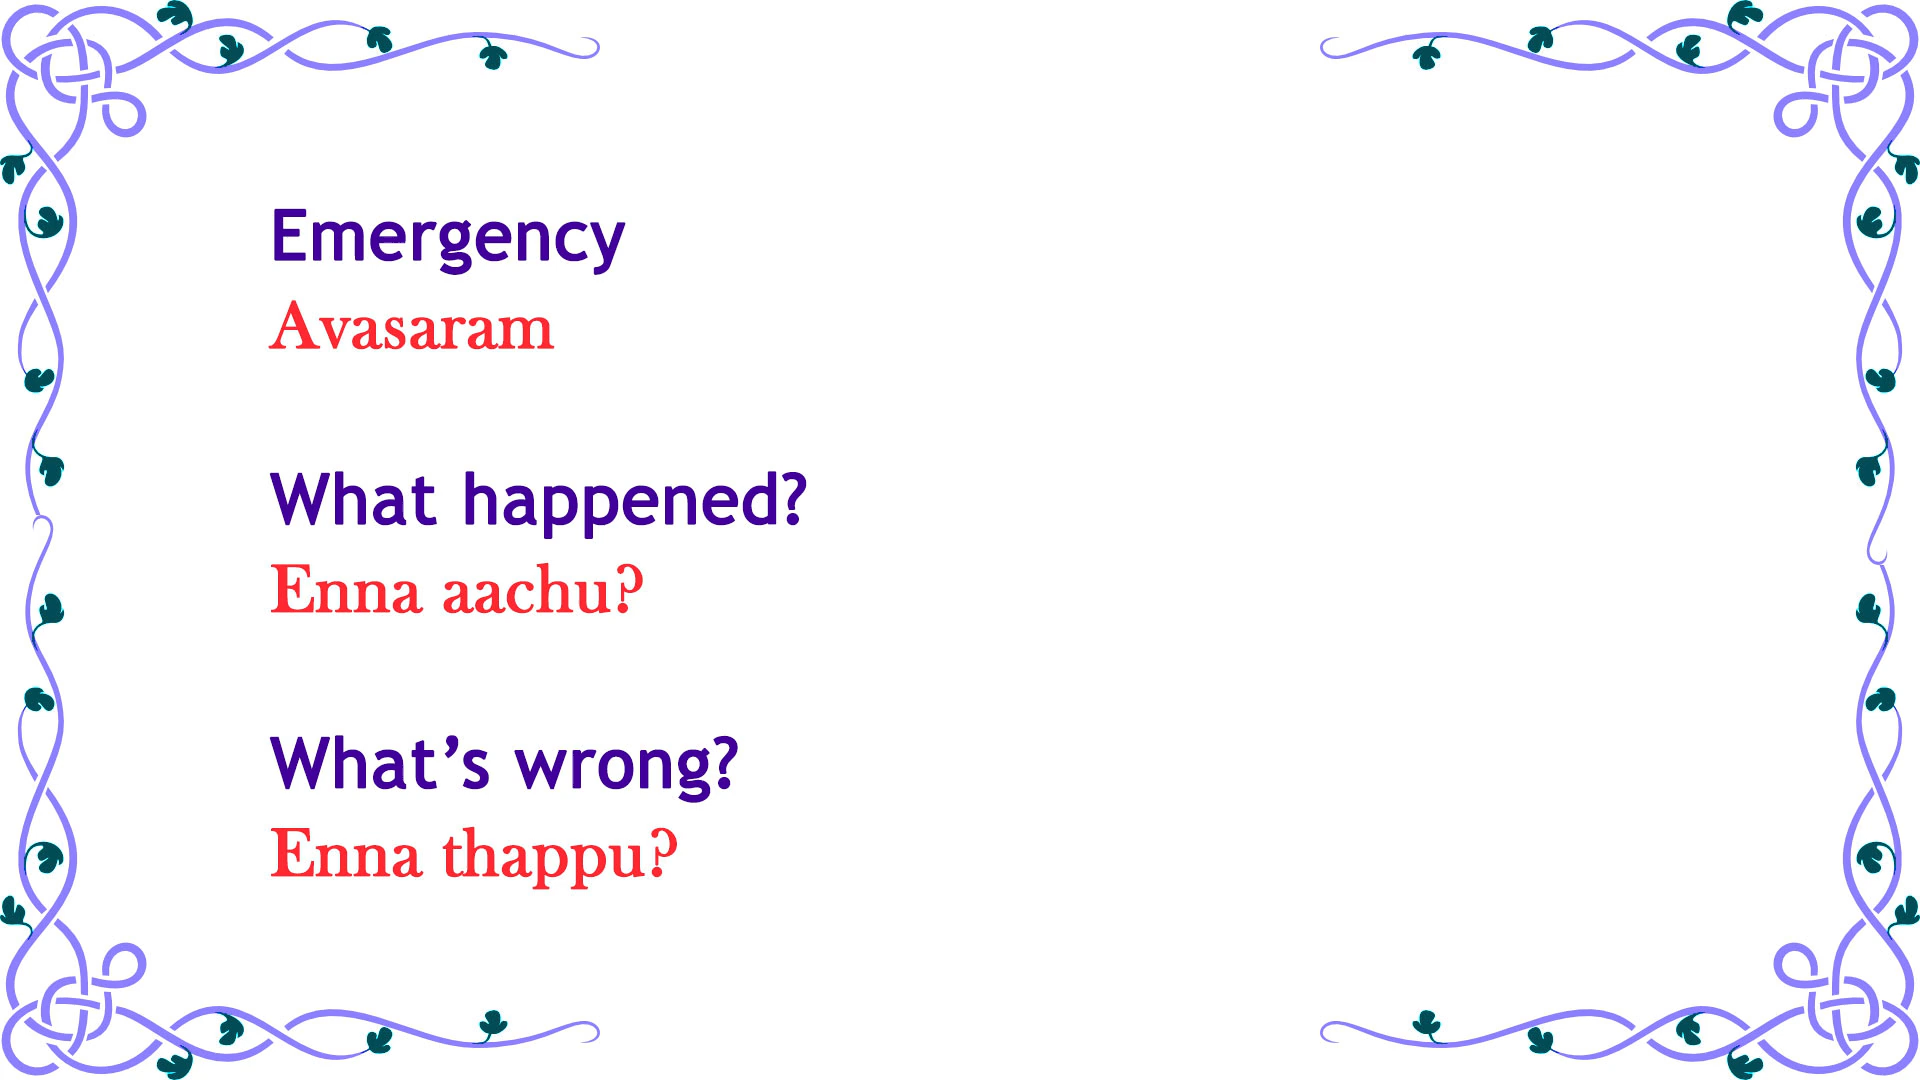 Emergency
Avasaram
What happened?
Enna aachu?
What’s wrong?
Enna thappu?